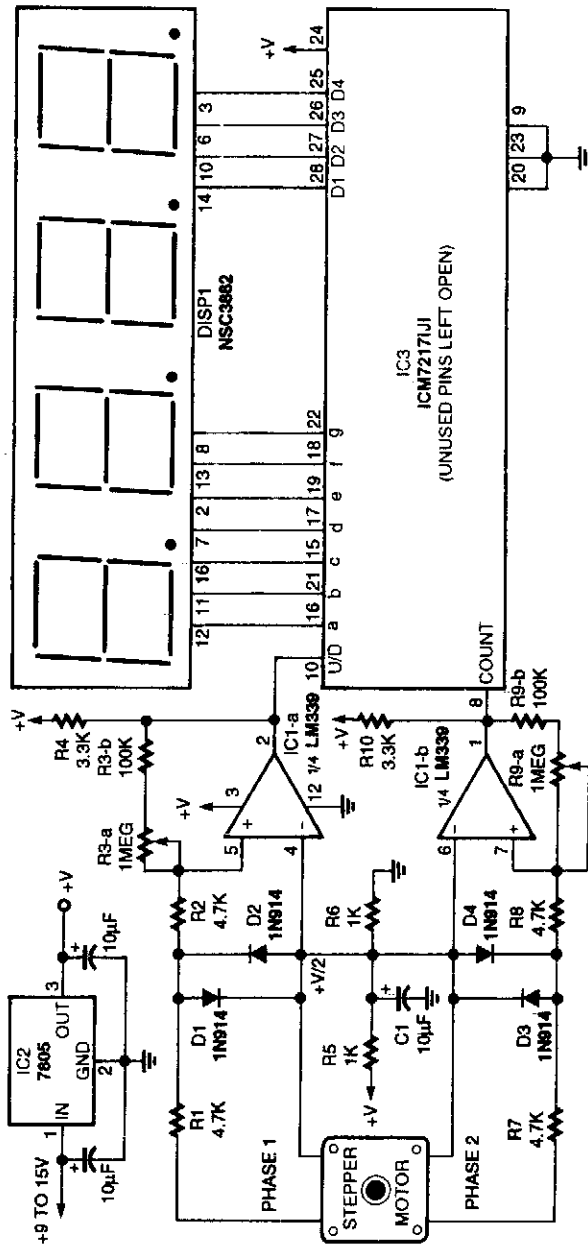 +9 TO 15V
1
IN
IC2
7805
GND
2
OUT
3
+V
10µF
+
10µF
+
DISP1
NSC3882
12
11
16
7
2
13
8
14
10
6
3
a
b
c
d
e
f
g
16
21
15
17
19
18
22
D1
D2
D3
D4
28
27
26
25
+V
24
U/D
10
COUNT
8
IC3
ICM7217IJI
(UNUSED PINS LEFT OPEN)
20
23
9
+V
R4
3.3K
R3-b
100K
R3-a
1MEG
+V
3
5
+
4
-
12
2
IC1-a
1/4 LM339
R1
4.7K
R2
4.7K
D1
1N914
D2
1N914
PHASE 1
STEPPER
MOTOR
PHASE 2
+V
R5
1K
C1
10µF
+
+V/2
R6
1K
+V
R10
3.3K
IC1-b
1/4 LM339
6
-
7
+
1
R9-b
100K
R9-a
1MEG
R7
4.7K
R8
4.7K
D3
1N914
D4
1N914